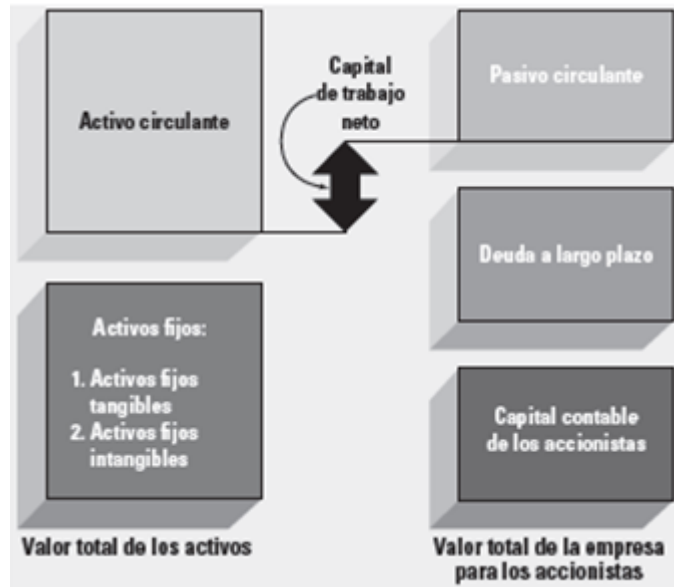 Activo circulante
Capital
de trabajo
neto
Pasivo circulante
Deuda a largo plazo
Activos fijos:
1. Activos fijos
tangibles
2. Activos fijos
intangibles
Capital contable
de los accionistas
Valor total de los activos
Valor total de la empresa
para los accionistas